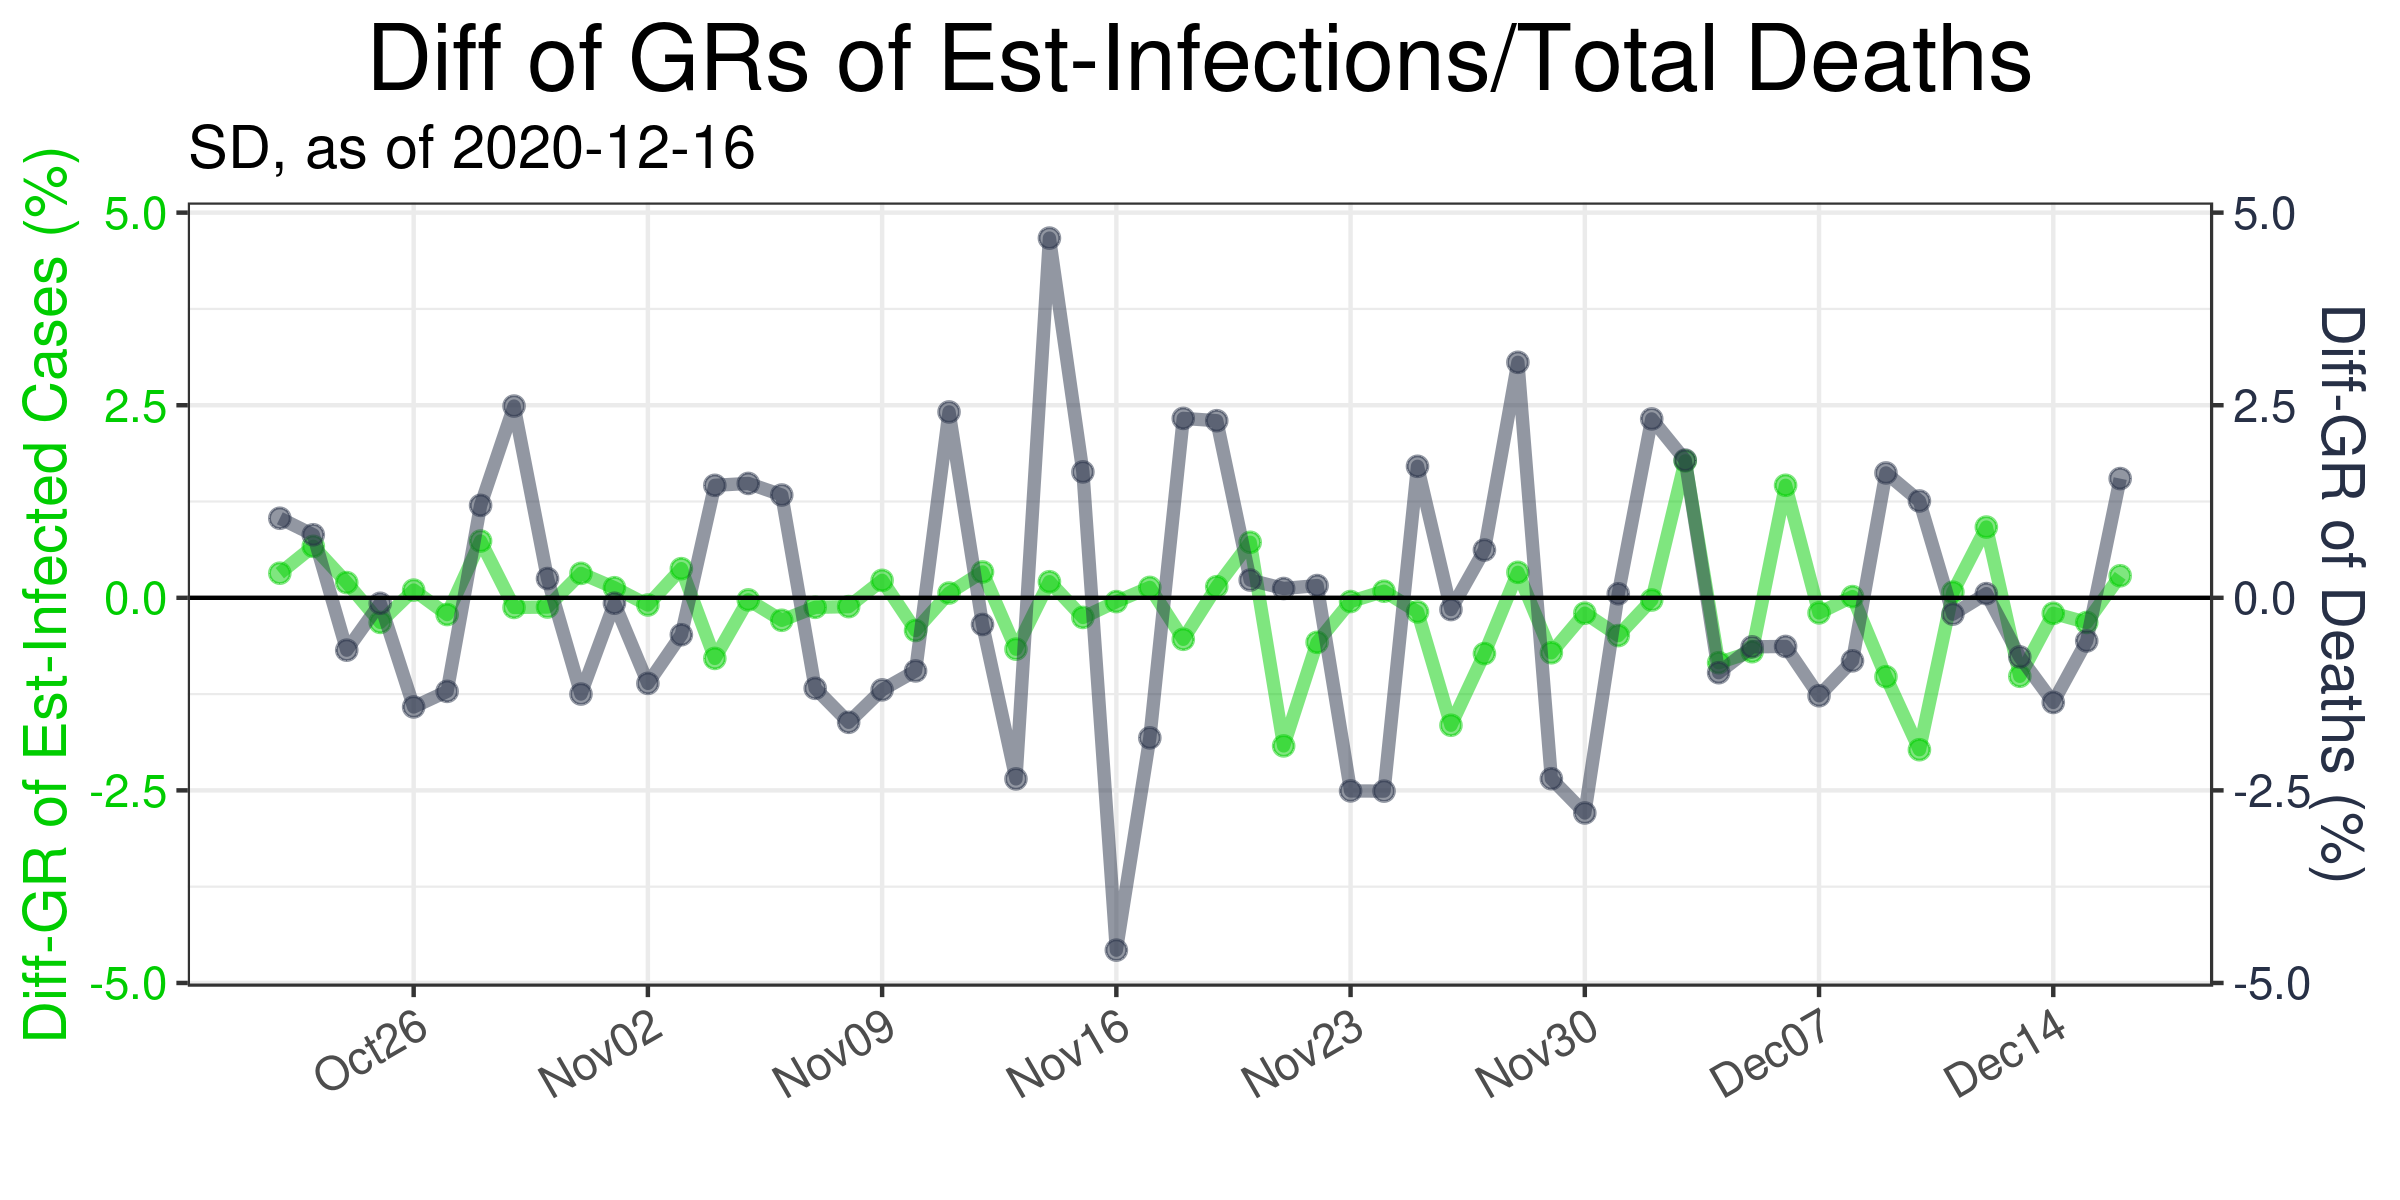 Diff of GRs of Est-Infections/Total Deaths
SD, as of 2020-12-16
Diff-GR of Est-Infected Cases (%)
5.0
2.5
0.0
-2.5
-5.0
5.0
2.5
0.0
-2.5
-5.0
Diff-GR of Deaths (%)
Oct26
Nov02
Nov09
Nov16
Nov23
Nov30
Dec07
Dec14